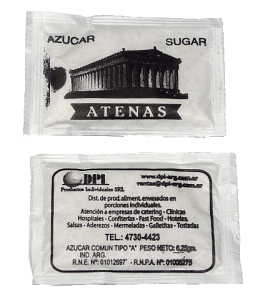 AZUCAR SUGAR
ATENAS
DPI
Productos Individuales SRL
www.dpi-arg.com.ar
ventas@dpi-arg.com.ar
Dist. de prod. aliment. envasados en
porciones individuales.
Atención a empresas de catering - Clínicas
Hospitales - Confiterías - Fast Food - Hoteles.
Salsas - Aderezos - Mermeladas - Galletitas - Tostadas
TEL.: 4730-4423
AZUCAR COMUN TIPO "A" PESO NETO: 6,25grs.
IND. ARG.
R.N.E. Nº: 01012697 - R.N.P.A. Nº: 01006275